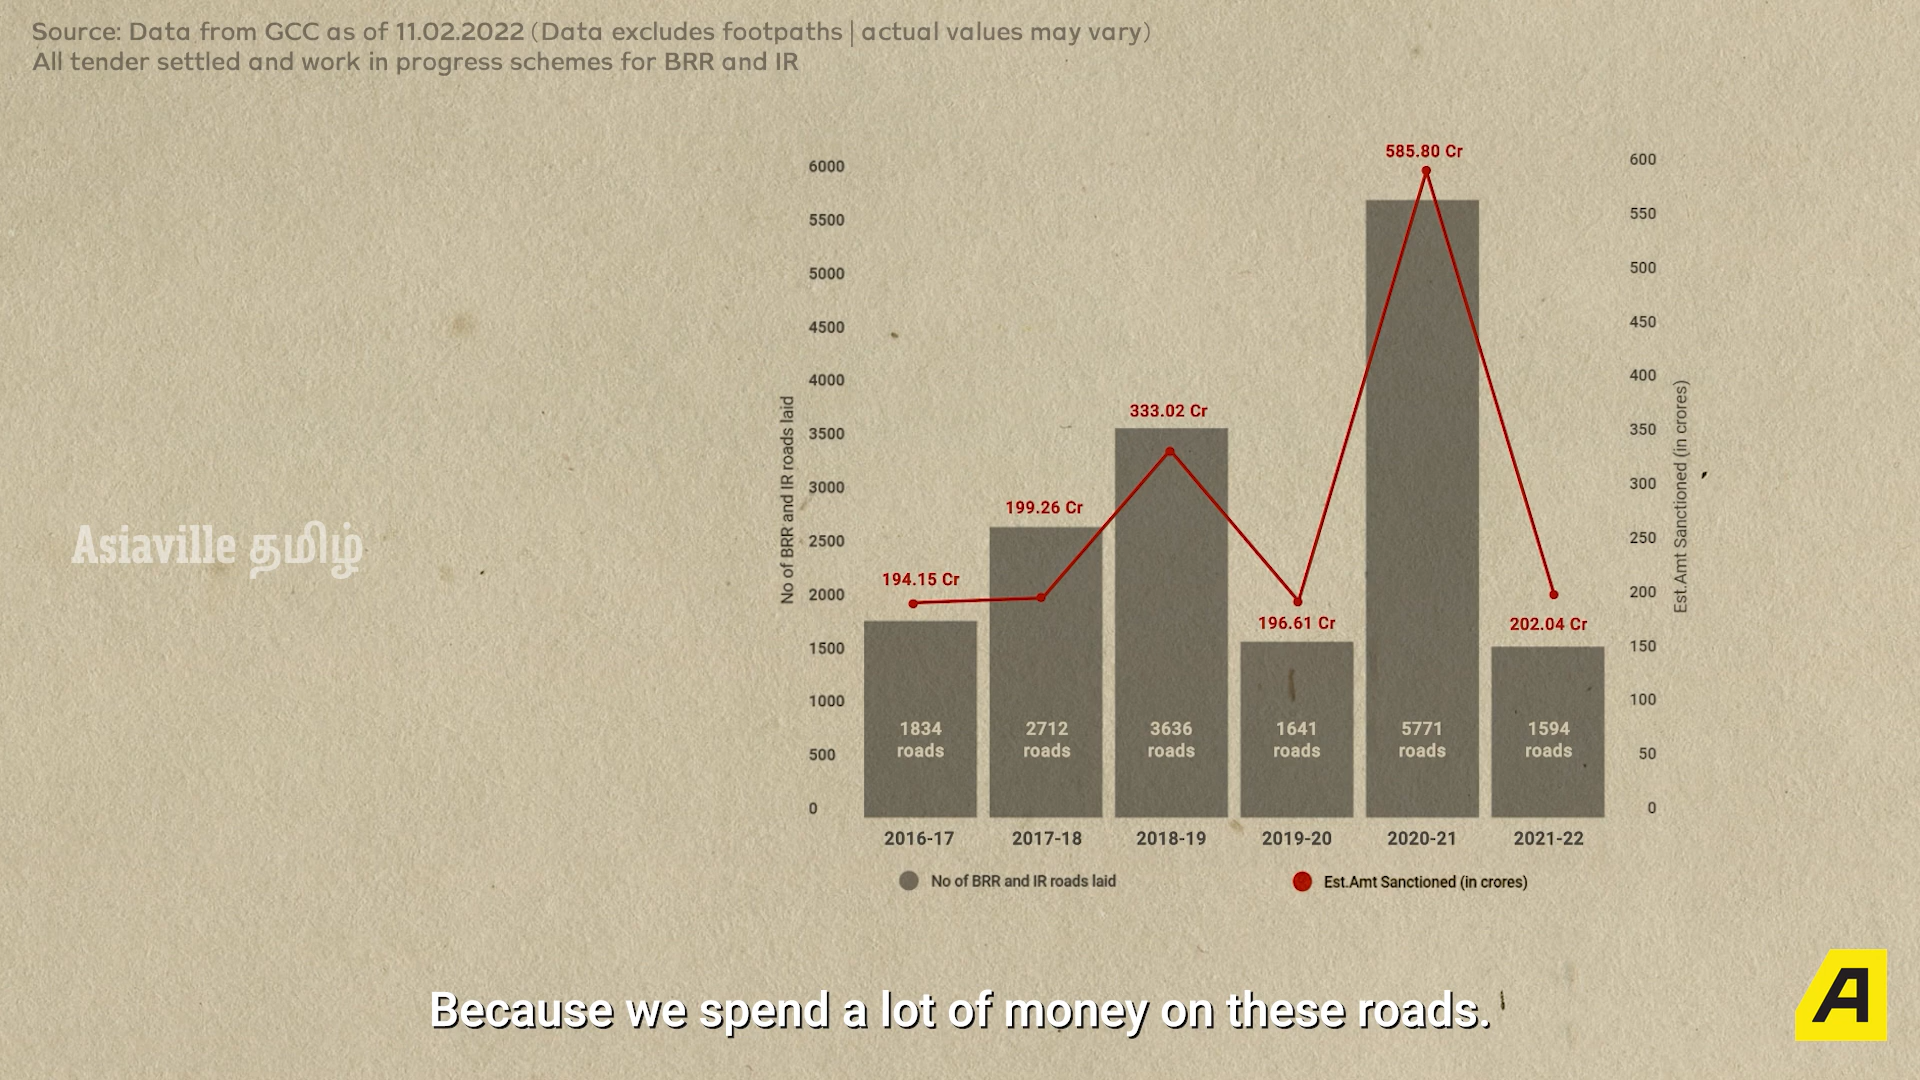 Source: Data from GCC as of 11.02.2022 (Data excludes footpaths | actual values may vary)
All tender settled and work in progress schemes for BRR and IR
Asiaville தமிழ்
No of BRR and IR roads laid
6000
5500
5000
4500
4000
3500
3000
2500
2000
1500
1000
500
0
194.15 Cr
199.26 Cr
333.02 Cr
196.61 Cr
585.80 Cr
202.04 Cr
1834
roads
2712
roads
3636
roads
1641
roads
5771
roads
1594
roads
600
550
500
450
400
350
300
250
200
150
100
50
0
Est.Amt Sanctioned (in crores)
2016-17
2017-18
2018-19
2019-20
2020-21
2021-22
No of BRR and IR roads laid
Est.Amt Sanctioned (in crores)
Because we spend a lot of money on these roads.
A